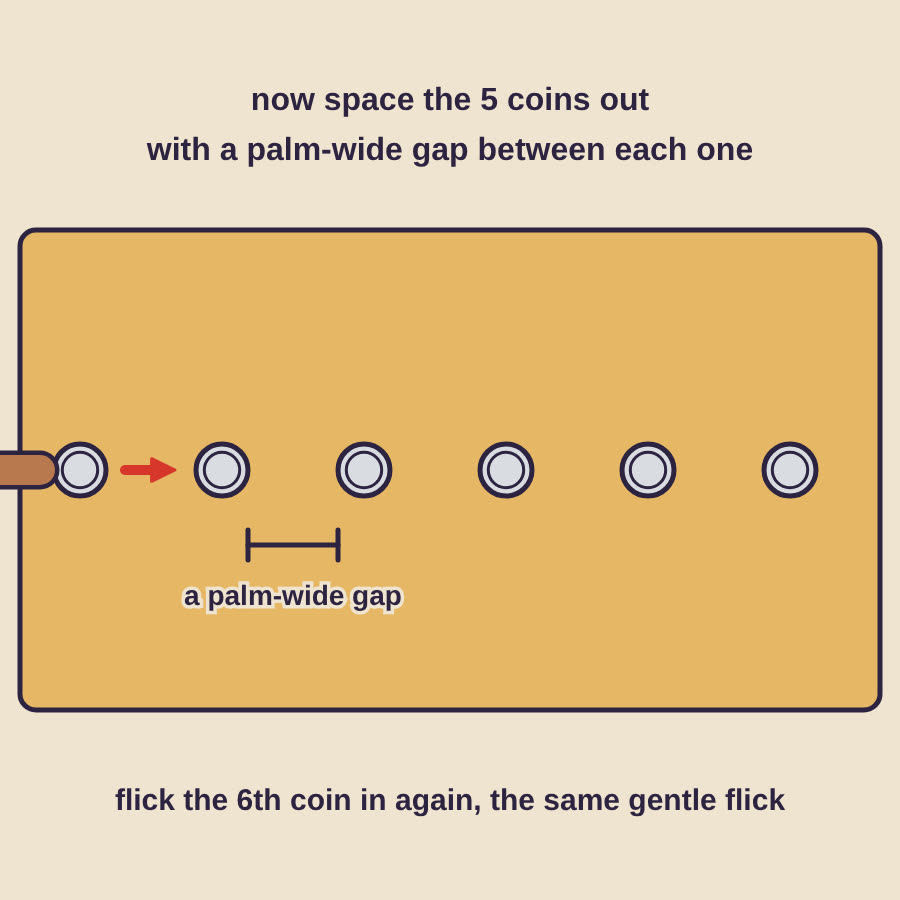 now space the 5 coins out
with a palm-wide gap between each one
a palm-wide gap
flick the 6th coin in again, the same gentle flick